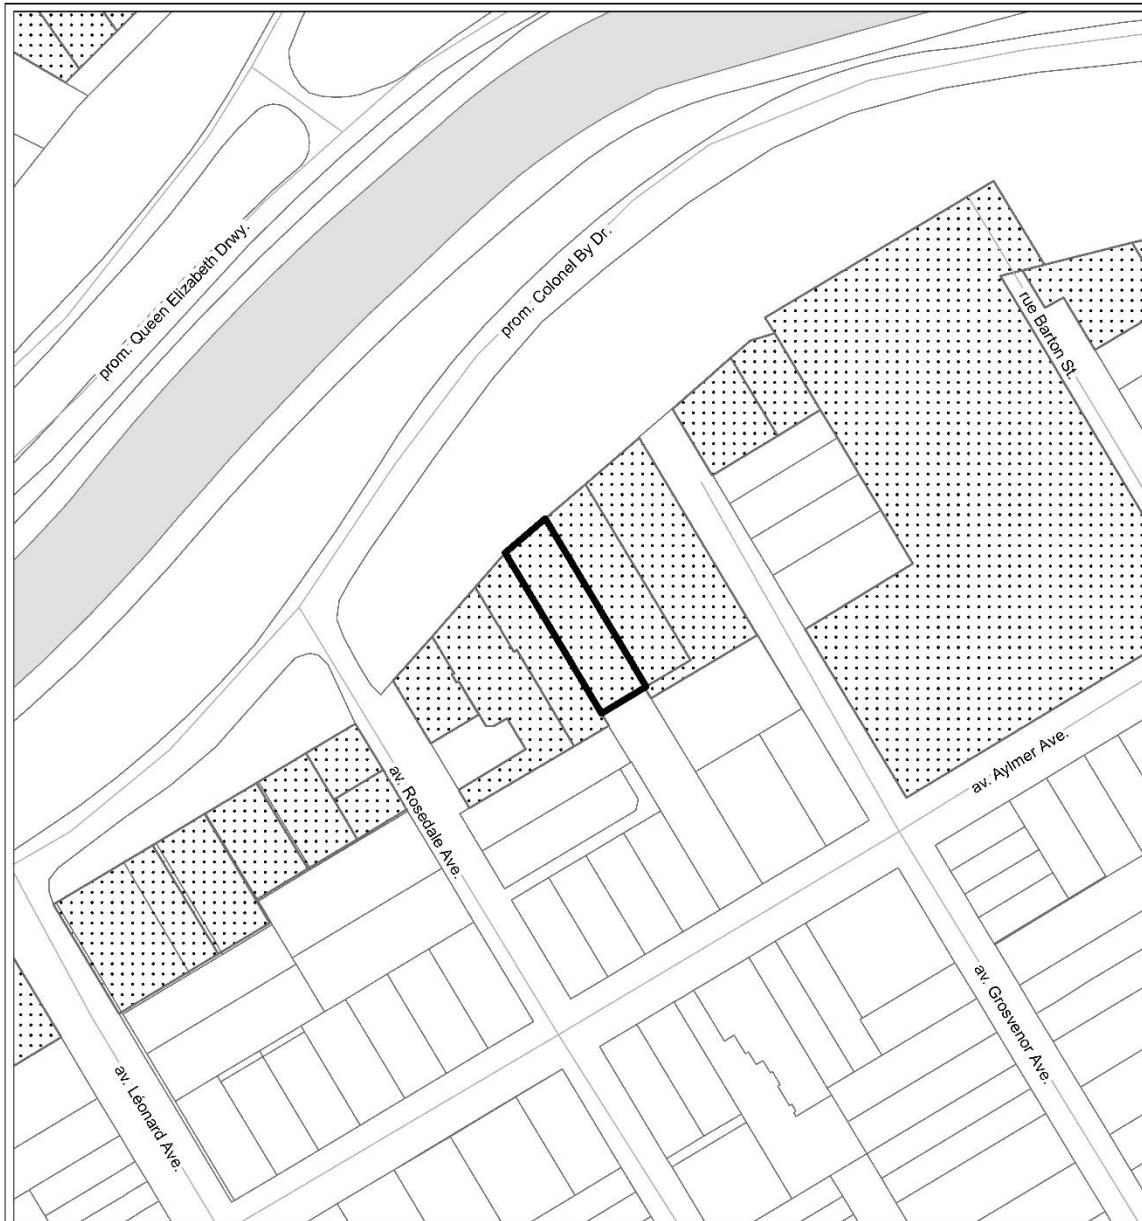 prom. Queen Elizabeth Drwy.
prom. Colonel By Dr.
rue Barton St.
av. Aylmer Ave.
av. Rosedale Ave.
av. Grosvenor Ave.
av. Léonard Ave.